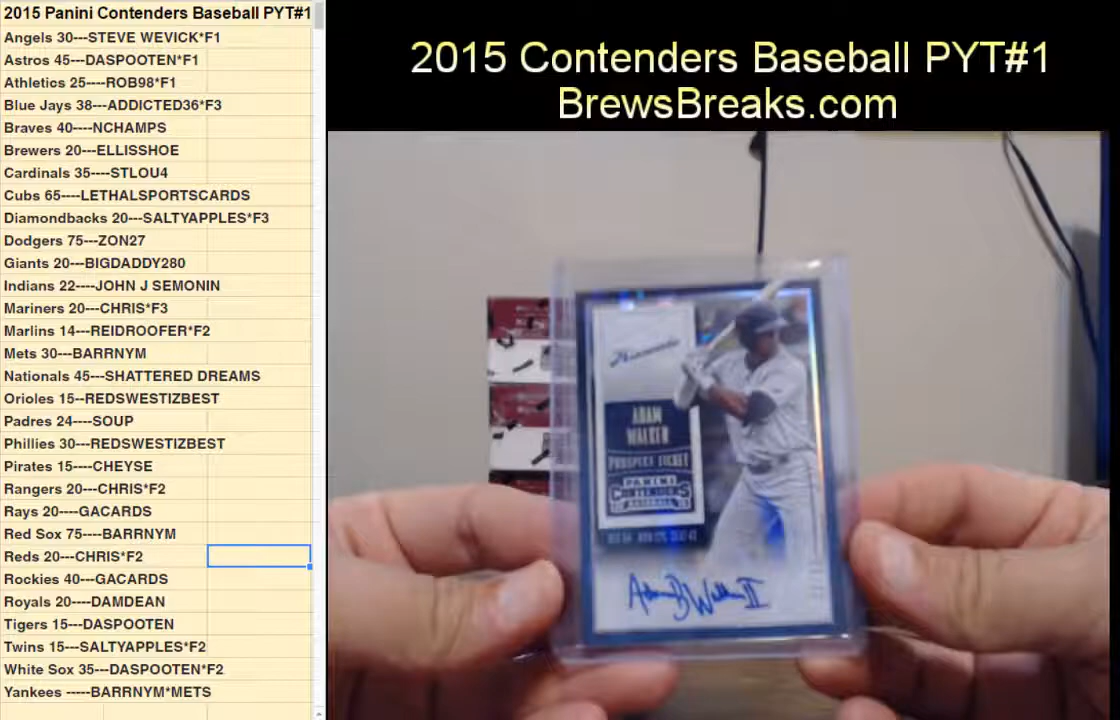 2015 Panini Contenders Baseball PYT#1
Angels 30---STEVE WEVICK*F1
Astros 45---DASPOOTEN*F1
Athletics 25----ROB98*F1
Blue Jays 38---ADDICTED36*F3
Braves 40----NCHAMPS
Brewers 20---ELLISSHOE
Cardinals 35----STLOU4
Cubs 65----LETHALSPORTSCARDS
Diamondbacks 20---SALTYAPPLES*F3
Dodgers 75---ZON27
Giants 20---BIGDADDY280
Indians 22----JOHN J SEMONIN
Mariners 20---CHRIS*F3
Marlins 14---REIDROOFER*F2
Mets 30---BARRNYM
Nationals 45---SHATTERED DREAMS
Orioles 15--REDSWESTIZBEST
Padres 24----SOUP
Phillies 30---REDSWESTIZBEST
Pirates 15----CHEYSE
Rangers 20---CHRIS*F2
Rays 20----GACARDS
Red Sox 75----BARRNYM
Reds 20---CHRIS*F2
Rockies 40---GACARDS
Royals 20----DAMDEAN
Tigers 15----DASPOOTEN
Twins 15----SALTYAPPLES*F2
White Sox 35----DASPOOTEN*F2
Yankees -----BARRNYM*METS
2015 Contenders Baseball PYT#1
BrewsBreaks.com
Minnesota
ADAM
WALKER
PROSPECT TICKET
PANINI
CONTENDERS
BASEBALL
Adam B Walker II